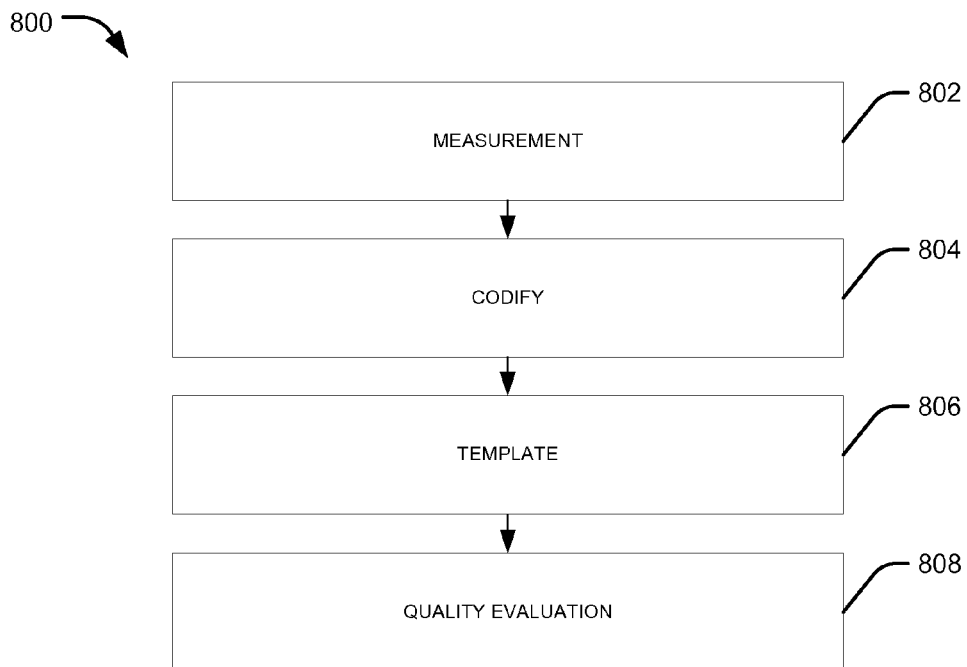 800
802
MEASUREMENT
804
CODIFY
806
TEMPLATE
808
QUALITY EVALUATION